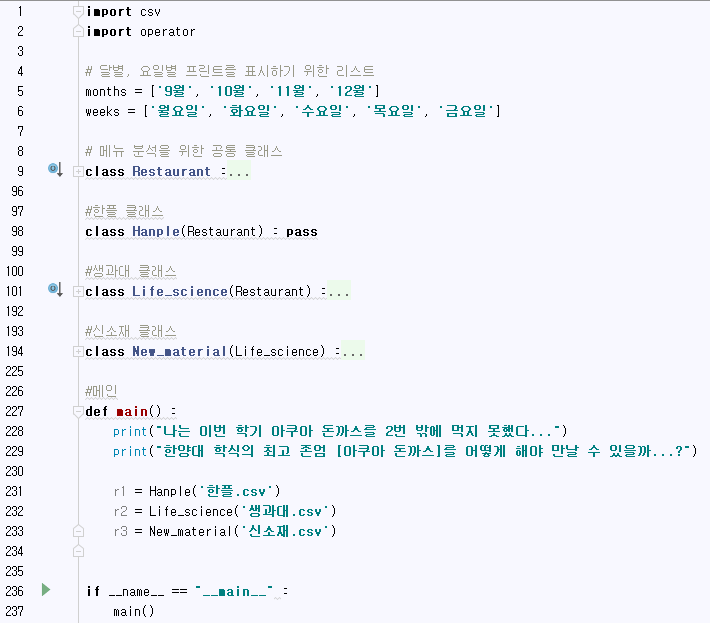 1 import csv
2 import operator
3
4 # 달별, 요일별 프린트를 표시하기 위한 리스트
5 months = ['9월', '10월', '11월', '12월']
6 weeks = ['월요일', '화요일', '수요일', '목요일', '금요일']
7
8 # 메뉴 분석을 위한 공통 클래스
9 class Restaurant :...
96
97 #한플 클래스
98 class Hanple(Restaurant) : pass
99
100 #생과대 클래스
101 class Life_science(Restaurant) :...
192
193 #신소재 클래스
194 class New_material(Life_science) :...
225
226 #메인
227 def main() :
228 print("나는 이번 학기 아쿠아 돈까스를 2번 밖에 먹지 못했다...")
229 print("한양대 학식의 최고 존엄 [아쿠아 돈까스]를 어떻게 해야 만날 수 있을까...?")
230
231 r1 = Hanple('한플.csv')
232 r2 = Life_science('생과대.csv')
233 r3 = New_material('신소재.csv')
234
235
236 if __name__ == "__main__" :
237 main()